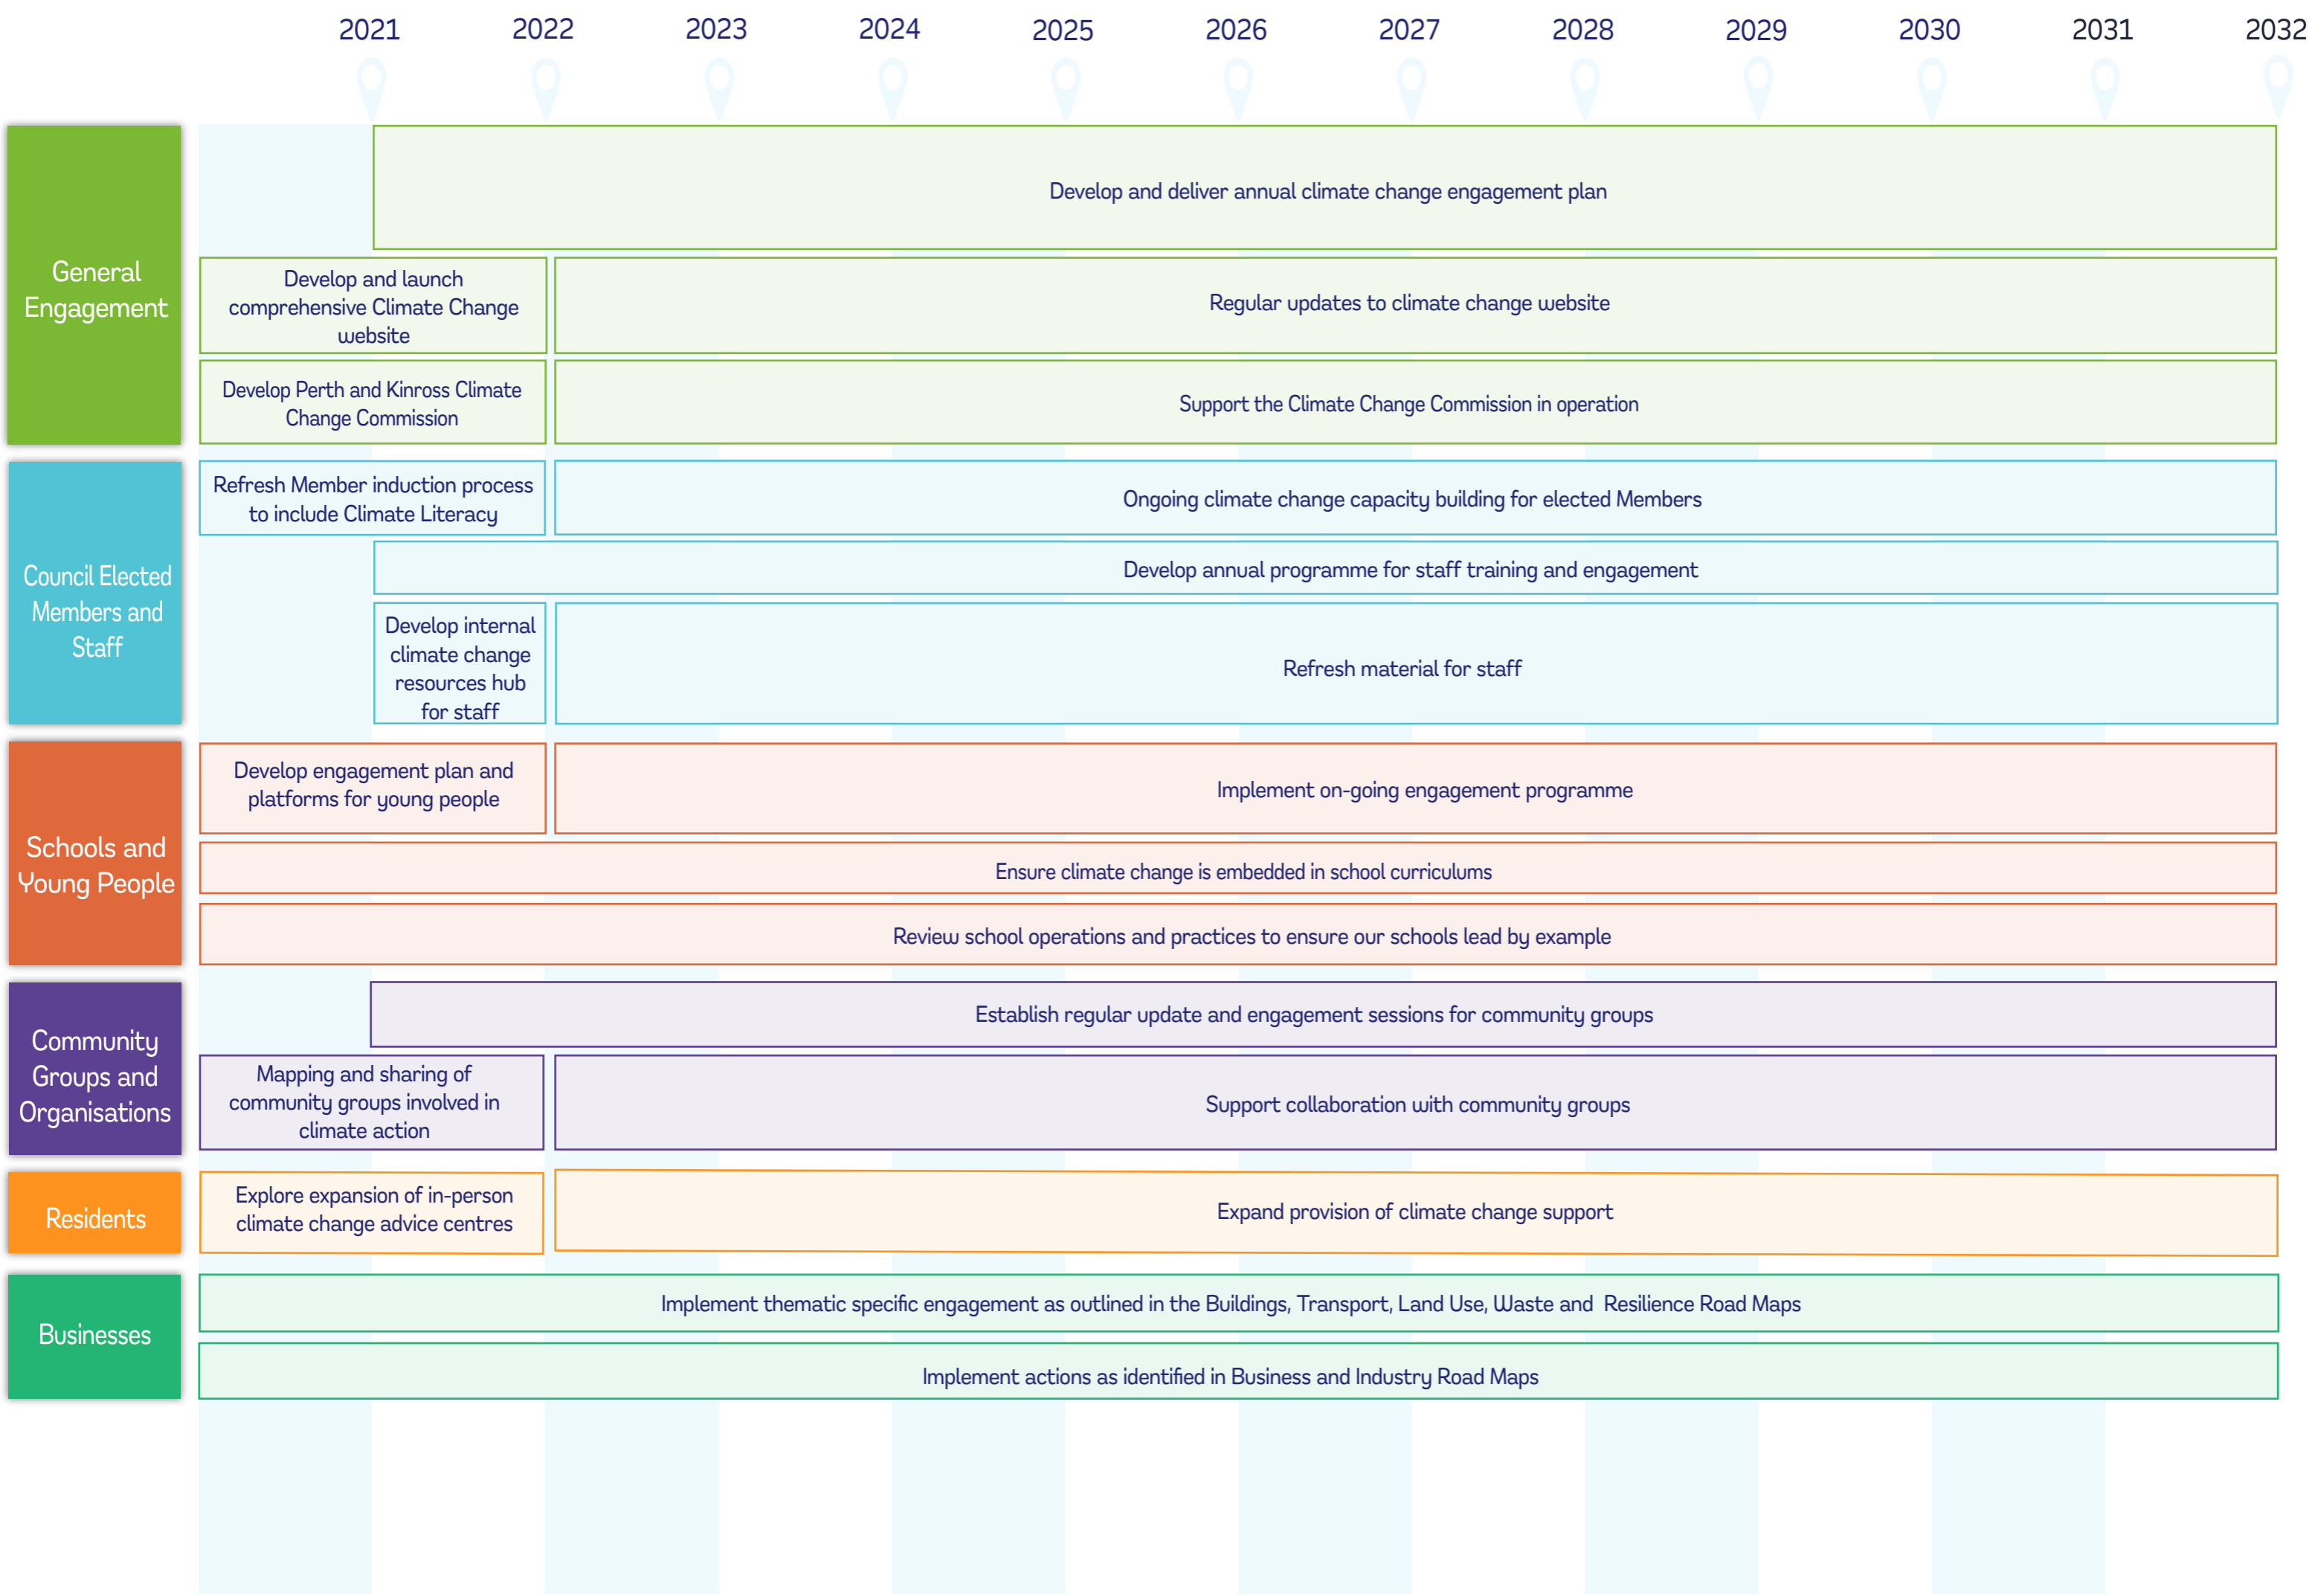 2021 2022 2023 2024 2025 2026 2027 2028 2029 2030 2031 2032
General
Engagement
Develop and deliver annual climate change engagement plan
Develop and launch
comprehensive Climate Change
website
Regular updates to climate change website
Develop Perth and Kinross Climate
Change Commission
Support the Climate Change Commission in operation
Council Elected
Members and
Staff
Refresh Member induction process
to include Climate Literacy
Ongoing climate change capacity building for elected Members
Develop annual programme for staff training and engagement
Develop internal
climate change
resources hub
for staff
Refresh material for staff
Schools and
Young People
Develop engagement plan and
platforms for young people
Implement on-going engagement programme
Ensure climate change is embedded in school curriculums
Review school operations and practices to ensure our schools lead by example
Community
Groups and
Organisations
Establish regular update and engagement sessions for community groups
Mapping and sharing of
community groups involved in
climate action
Support collaboration with community groups
Residents
Explore expansion of in-person
climate change advice centres
Expand provision of climate change support
Businesses
Implement thematic specific engagement as outlined in the Buildings, Transport, Land Use, Waste and Resilience Road Maps
Implement actions as identified in Business and Industry Road Maps